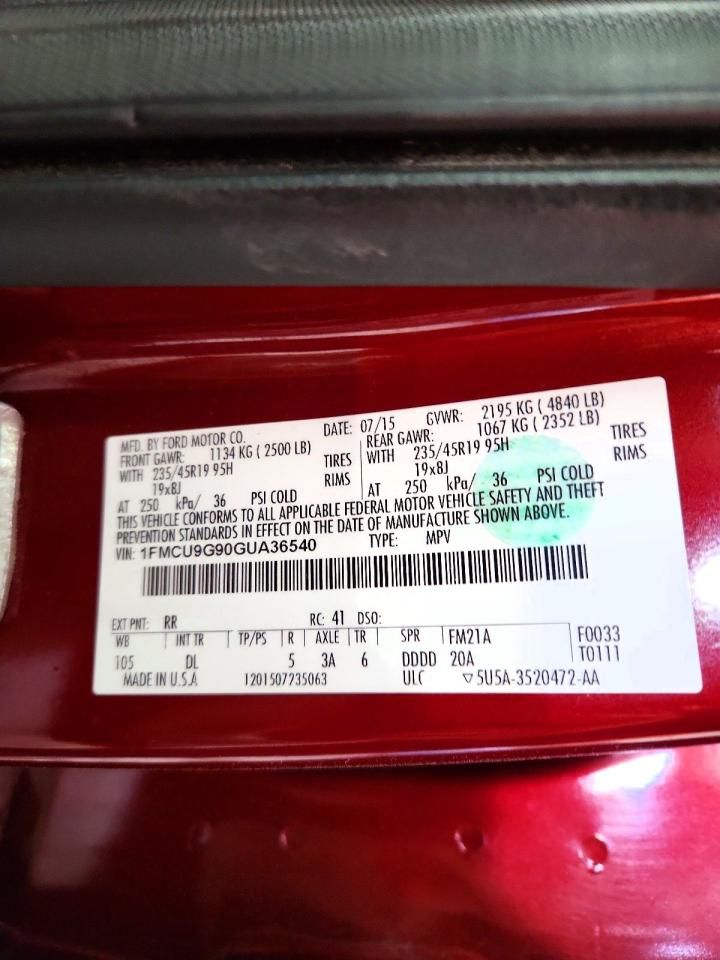 MFD. BY FORD MOTOR CO. DATE: 07/15 GVWR: 2195 KG ( 4840 LB)
FRONT GAWR: 1134 KG ( 2500 LB) REAR GAWR: 1067 KG ( 2352 LB)
WITH 235/45R19 95H TIRES WITH 235/45R19 95H TIRES
19x8J RIMS 19x8J RIMS
AT 250 kPa/ 36 PSI COLD AT 250 kPa/ 36 PSI COLD
THIS VEHICLE CONFORMS TO ALL APPLICABLE FEDERAL MOTOR VEHICLE SAFETY AND THEFT
PREVENTION STANDARDS IN EFFECT ON THE DATE OF MANUFACTURE SHOWN ABOVE.
VIN: 1FMCU9G90GUA36540 TYPE: MPV
EXT PNT: RR RC: 41 DSO:
WB INT TR TP/PS R AXLE TR SPR FM21A F0033
105 DL 5 3A 6 DDDD 20A T0111
MADE IN U.S.A 1201507235063 ULC ▽5U5A-3520472-AA